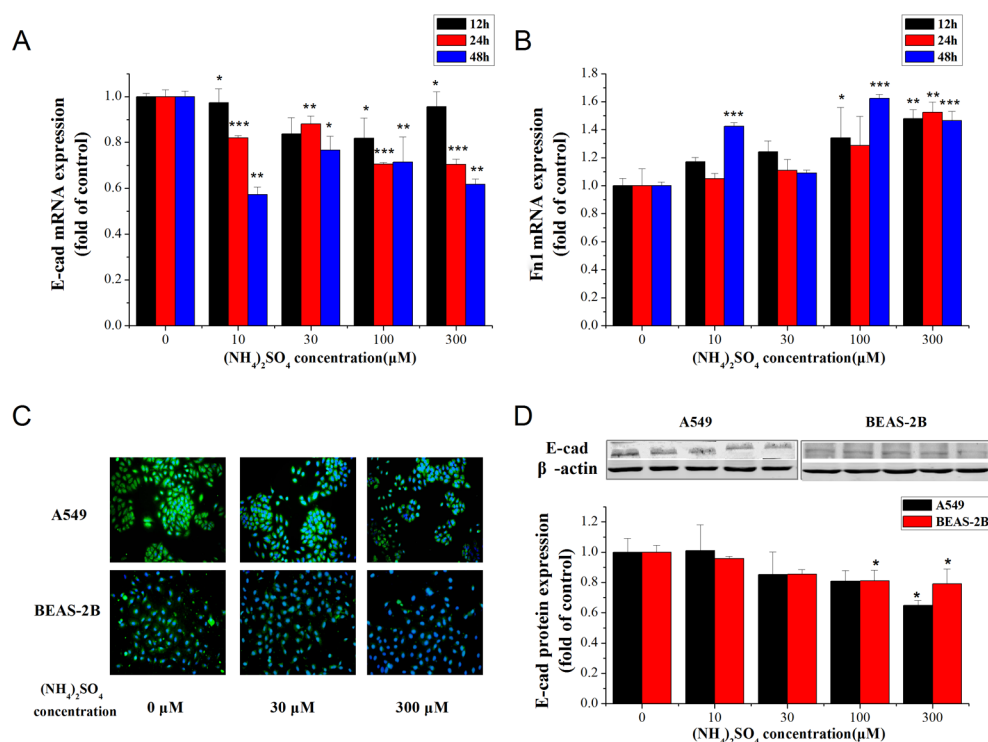 A
12h
24h
48h
E-cad mRNA expression
(fold of control)
1.0
0.8
0.6
0.4
0.2
0.0
* *** ** ** * * *** ** * *** **
0 10 30 100 300
(NH₄)₂SO₄ concentration(µM)
B
12h
24h
48h
Fn1 mRNA expression
(fold of control)
1.8
1.6
1.4
1.2
1.0
0.8
0.6
0.4
0.2
0.0
*** * *** ** ** ***
0 10 30 100 300
(NH₄)₂SO₄ concentration(µM)
C
A549
BEAS-2B
(NH₄)₂SO₄
concentration
0 µM 30 µM 300 µM
D
A549 BEAS-2B
E-cad
β -actin
A549
BEAS-2B
E-cad protein expression
(fold of control)
1.2
1.0
0.8
0.6
0.4
0.2
0.0
* * *
0 10 30 100 300
(NH₄)₂SO₄ concentration(µM)